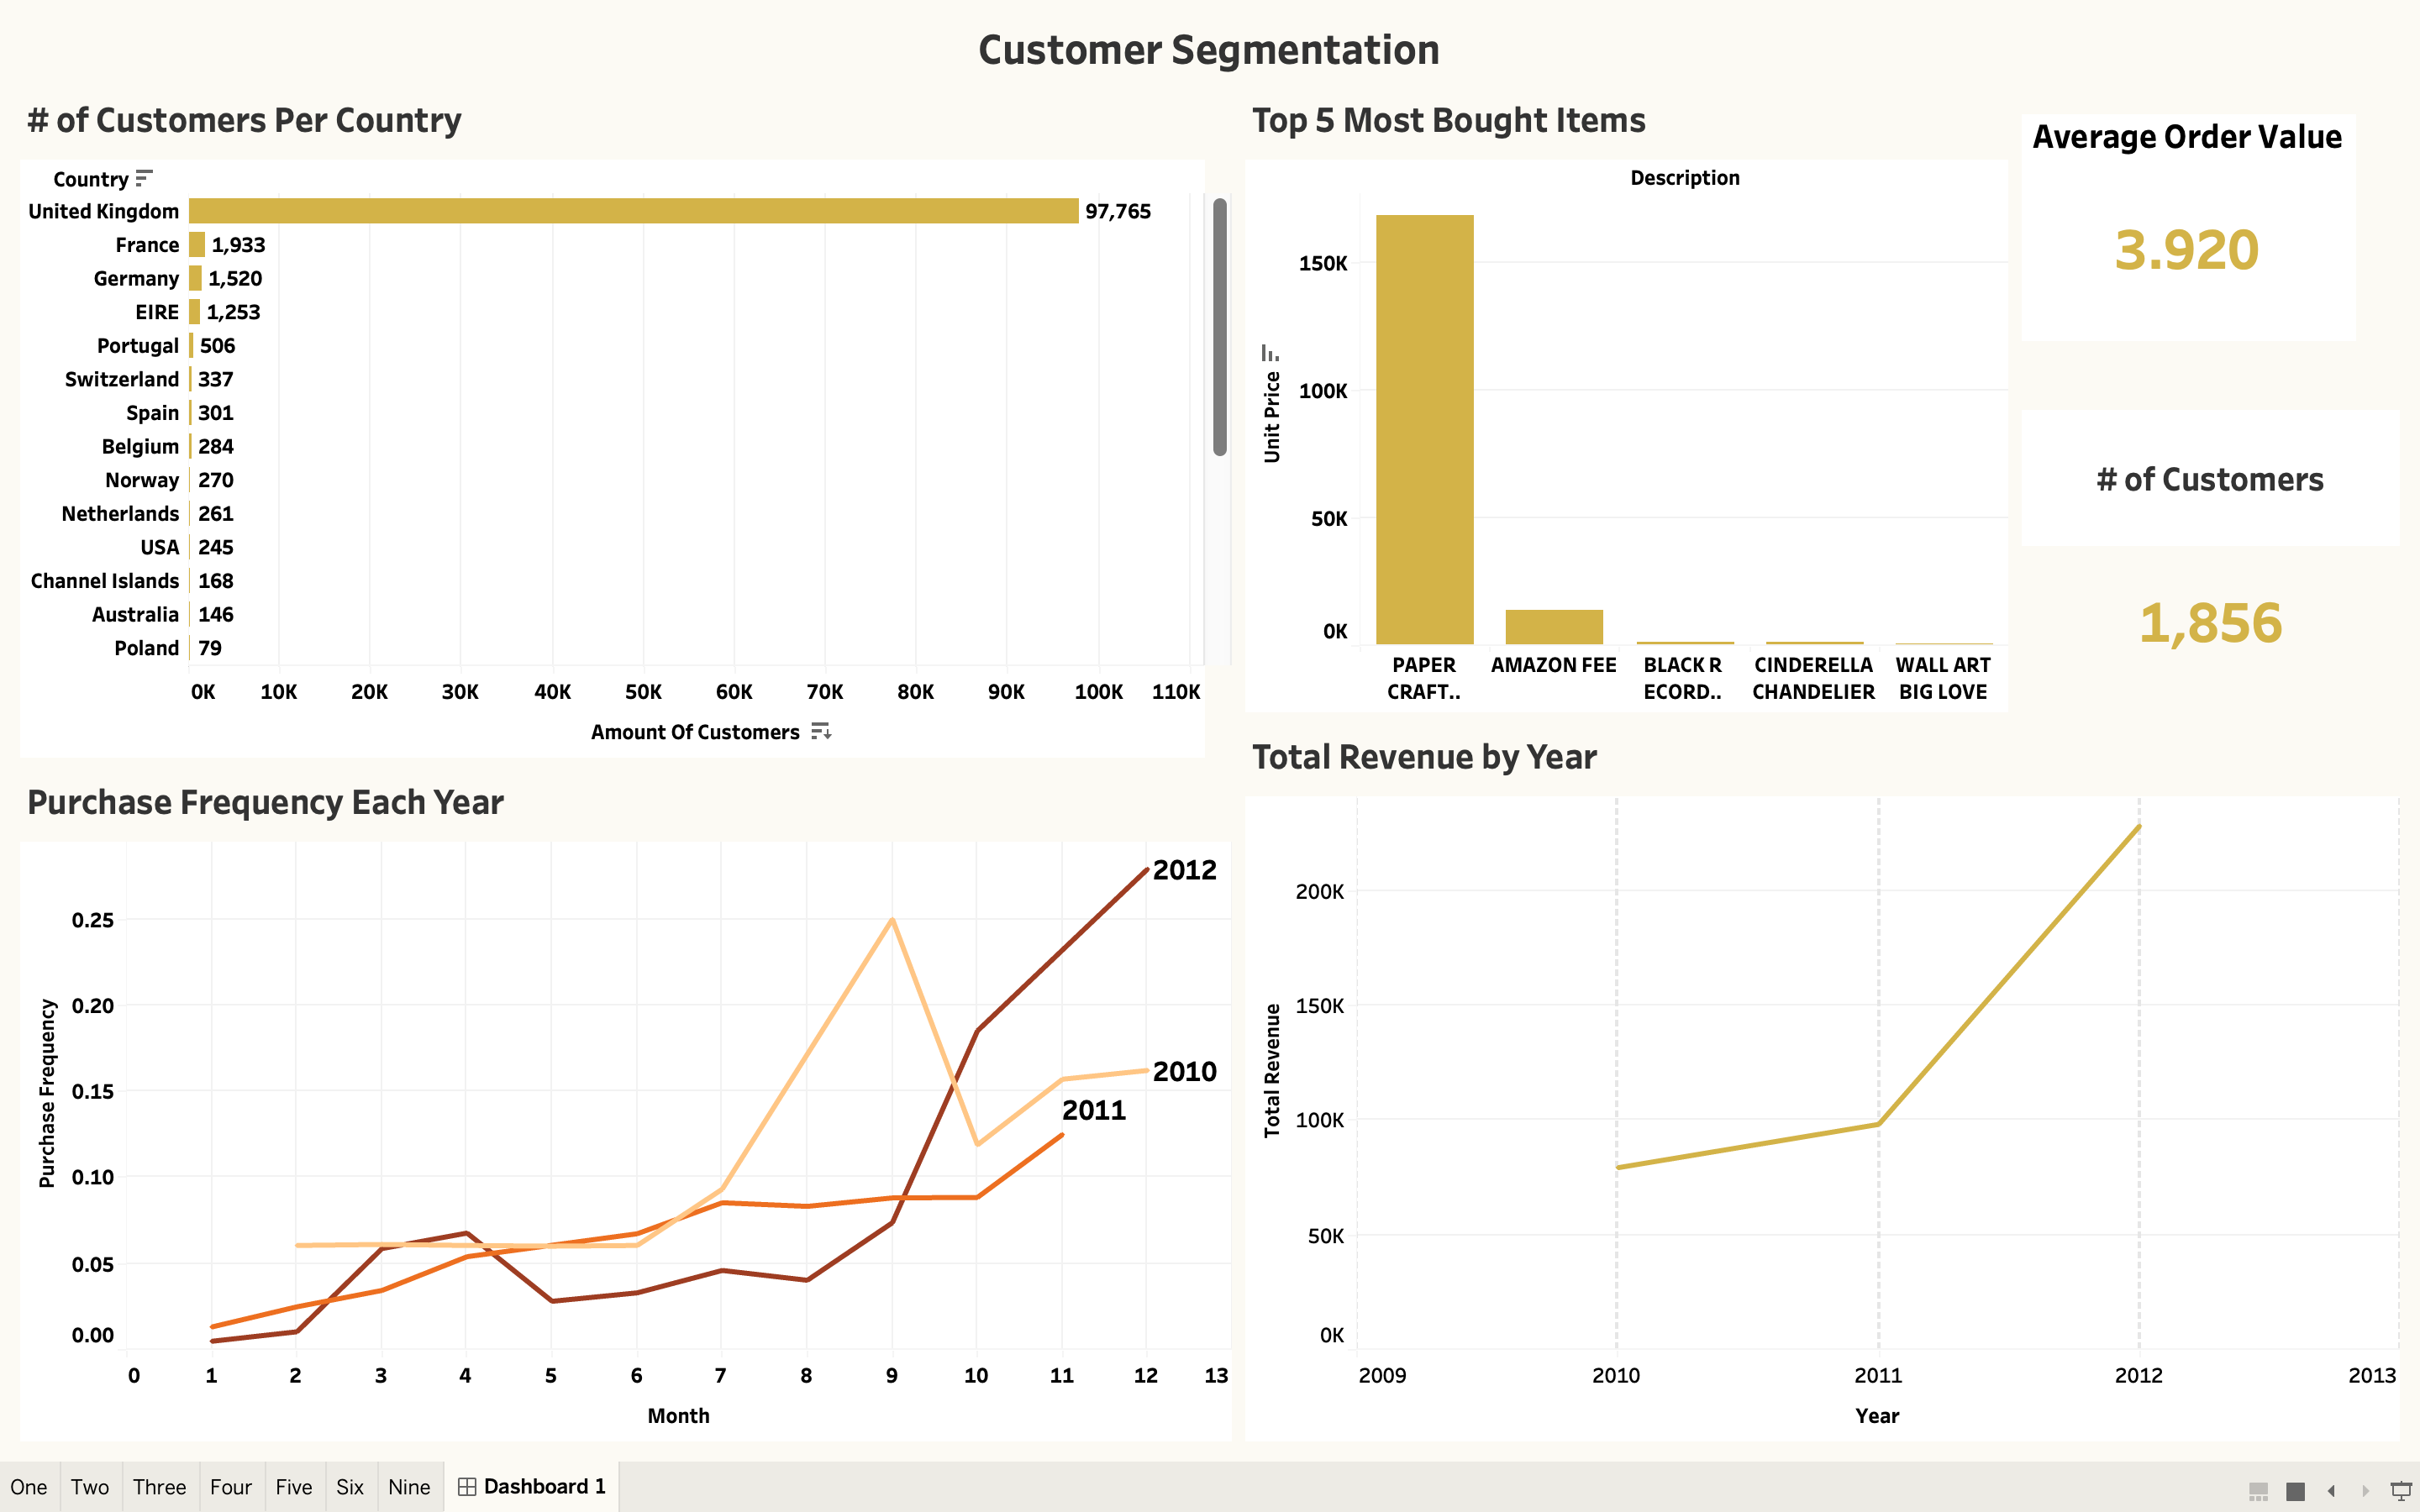 Customer Segmentation
# of Customers Per Country
Country
United Kingdom 97,765
France 1,933
Germany 1,520
EIRE 1,253
Portugal 506
Switzerland 337
Spain 301
Belgium 284
Norway 270
Netherlands 261
USA 245
Channel Islands 168
Australia 146
Poland 79
0K 10K 20K 30K 40K 50K 60K 70K 80K 90K 100K 110K
Amount Of Customers
Top 5 Most Bought Items
Description
Unit Price
150K
100K
50K
0K
PAPER CRAFT..
AMAZON FEE
BLACK R ECORD..
CINDERELLA CHANDELIER
WALL ART BIG LOVE
Average Order Value
3.920
# of Customers
1,856
Purchase Frequency Each Year
Purchase Frequency
0.25
0.20
0.15
0.10
0.05
0.00
2012
2010
2011
0 1 2 3 4 5 6 7 8 9 10 11 12 13
Month
Total Revenue by Year
Total Revenue
200K
150K
100K
50K
0K
2009 2010 2011 2012 2013
Year
One Two Three Four Five Six Nine Dashboard 1